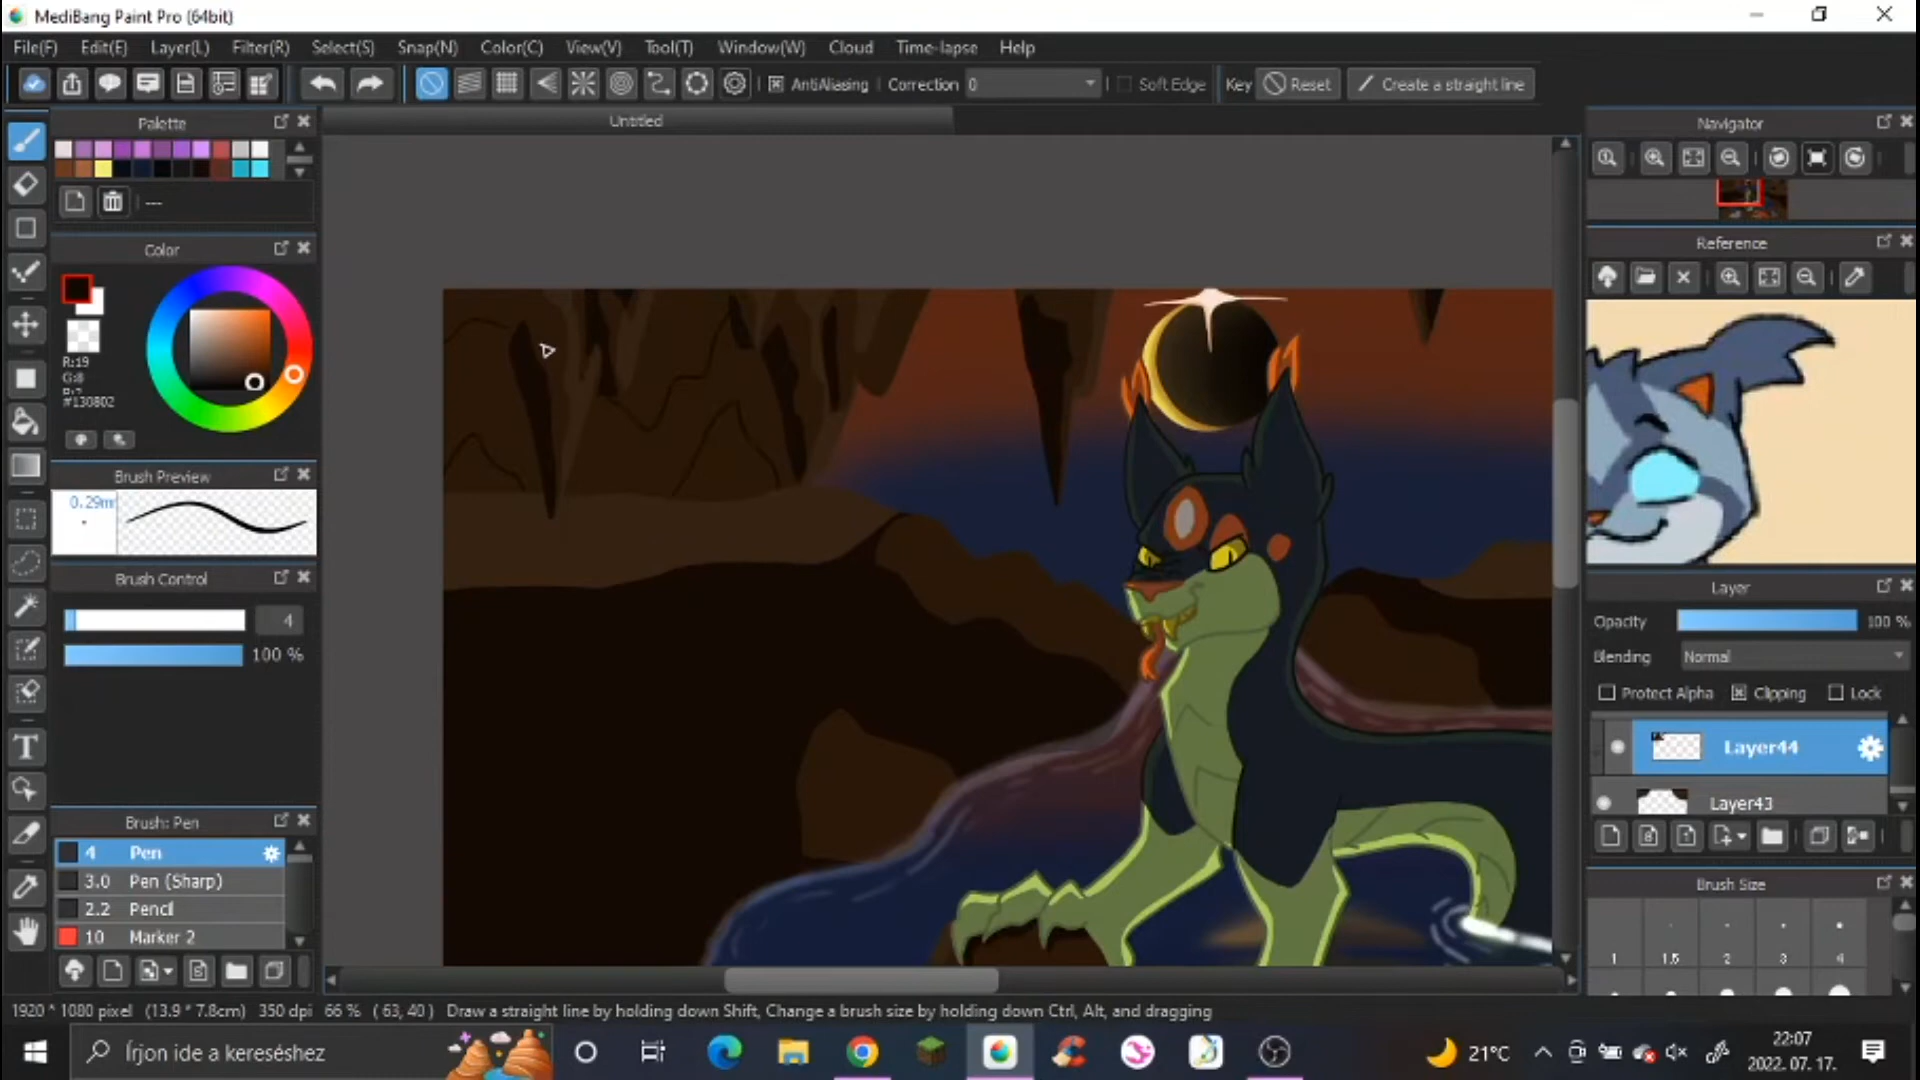 MediBang Paint Pro (64bit)
File(F) Edit(E) Layer(L) Filter(R) Select(S) Snap(N) Color(C) View(V) Tool(T) Window(W) Cloud Time-lapse Help
AntiAliasing Correction 0 Soft Edge Key Reset Create a straight line
Palette
---
Untitled
Navigator
Color
R:19
G:8
#130802
Reference
Brush Preview
0.29m
Brush Control
4
100 %
Layer
Opacity 100 %
Blending Normal
Protect Alpha Clipping Lock
Layer44
Layer43
Brush: Pen
4 Pen
3.0 Pen (Sharp)
2.2 Pencil
10 Marker 2
Brush Size
1 1.5 2 3 4
1920 * 1080 pixel (13.9 * 7.8cm) 350 dpi 66 % ( 63, 40 ) Draw a straight line by holding down Shift, Change a brush size by holding down Ctrl, Alt, and dragging
Írjon ide a kereséshez
21°C
22:07
2022. 07. 17.